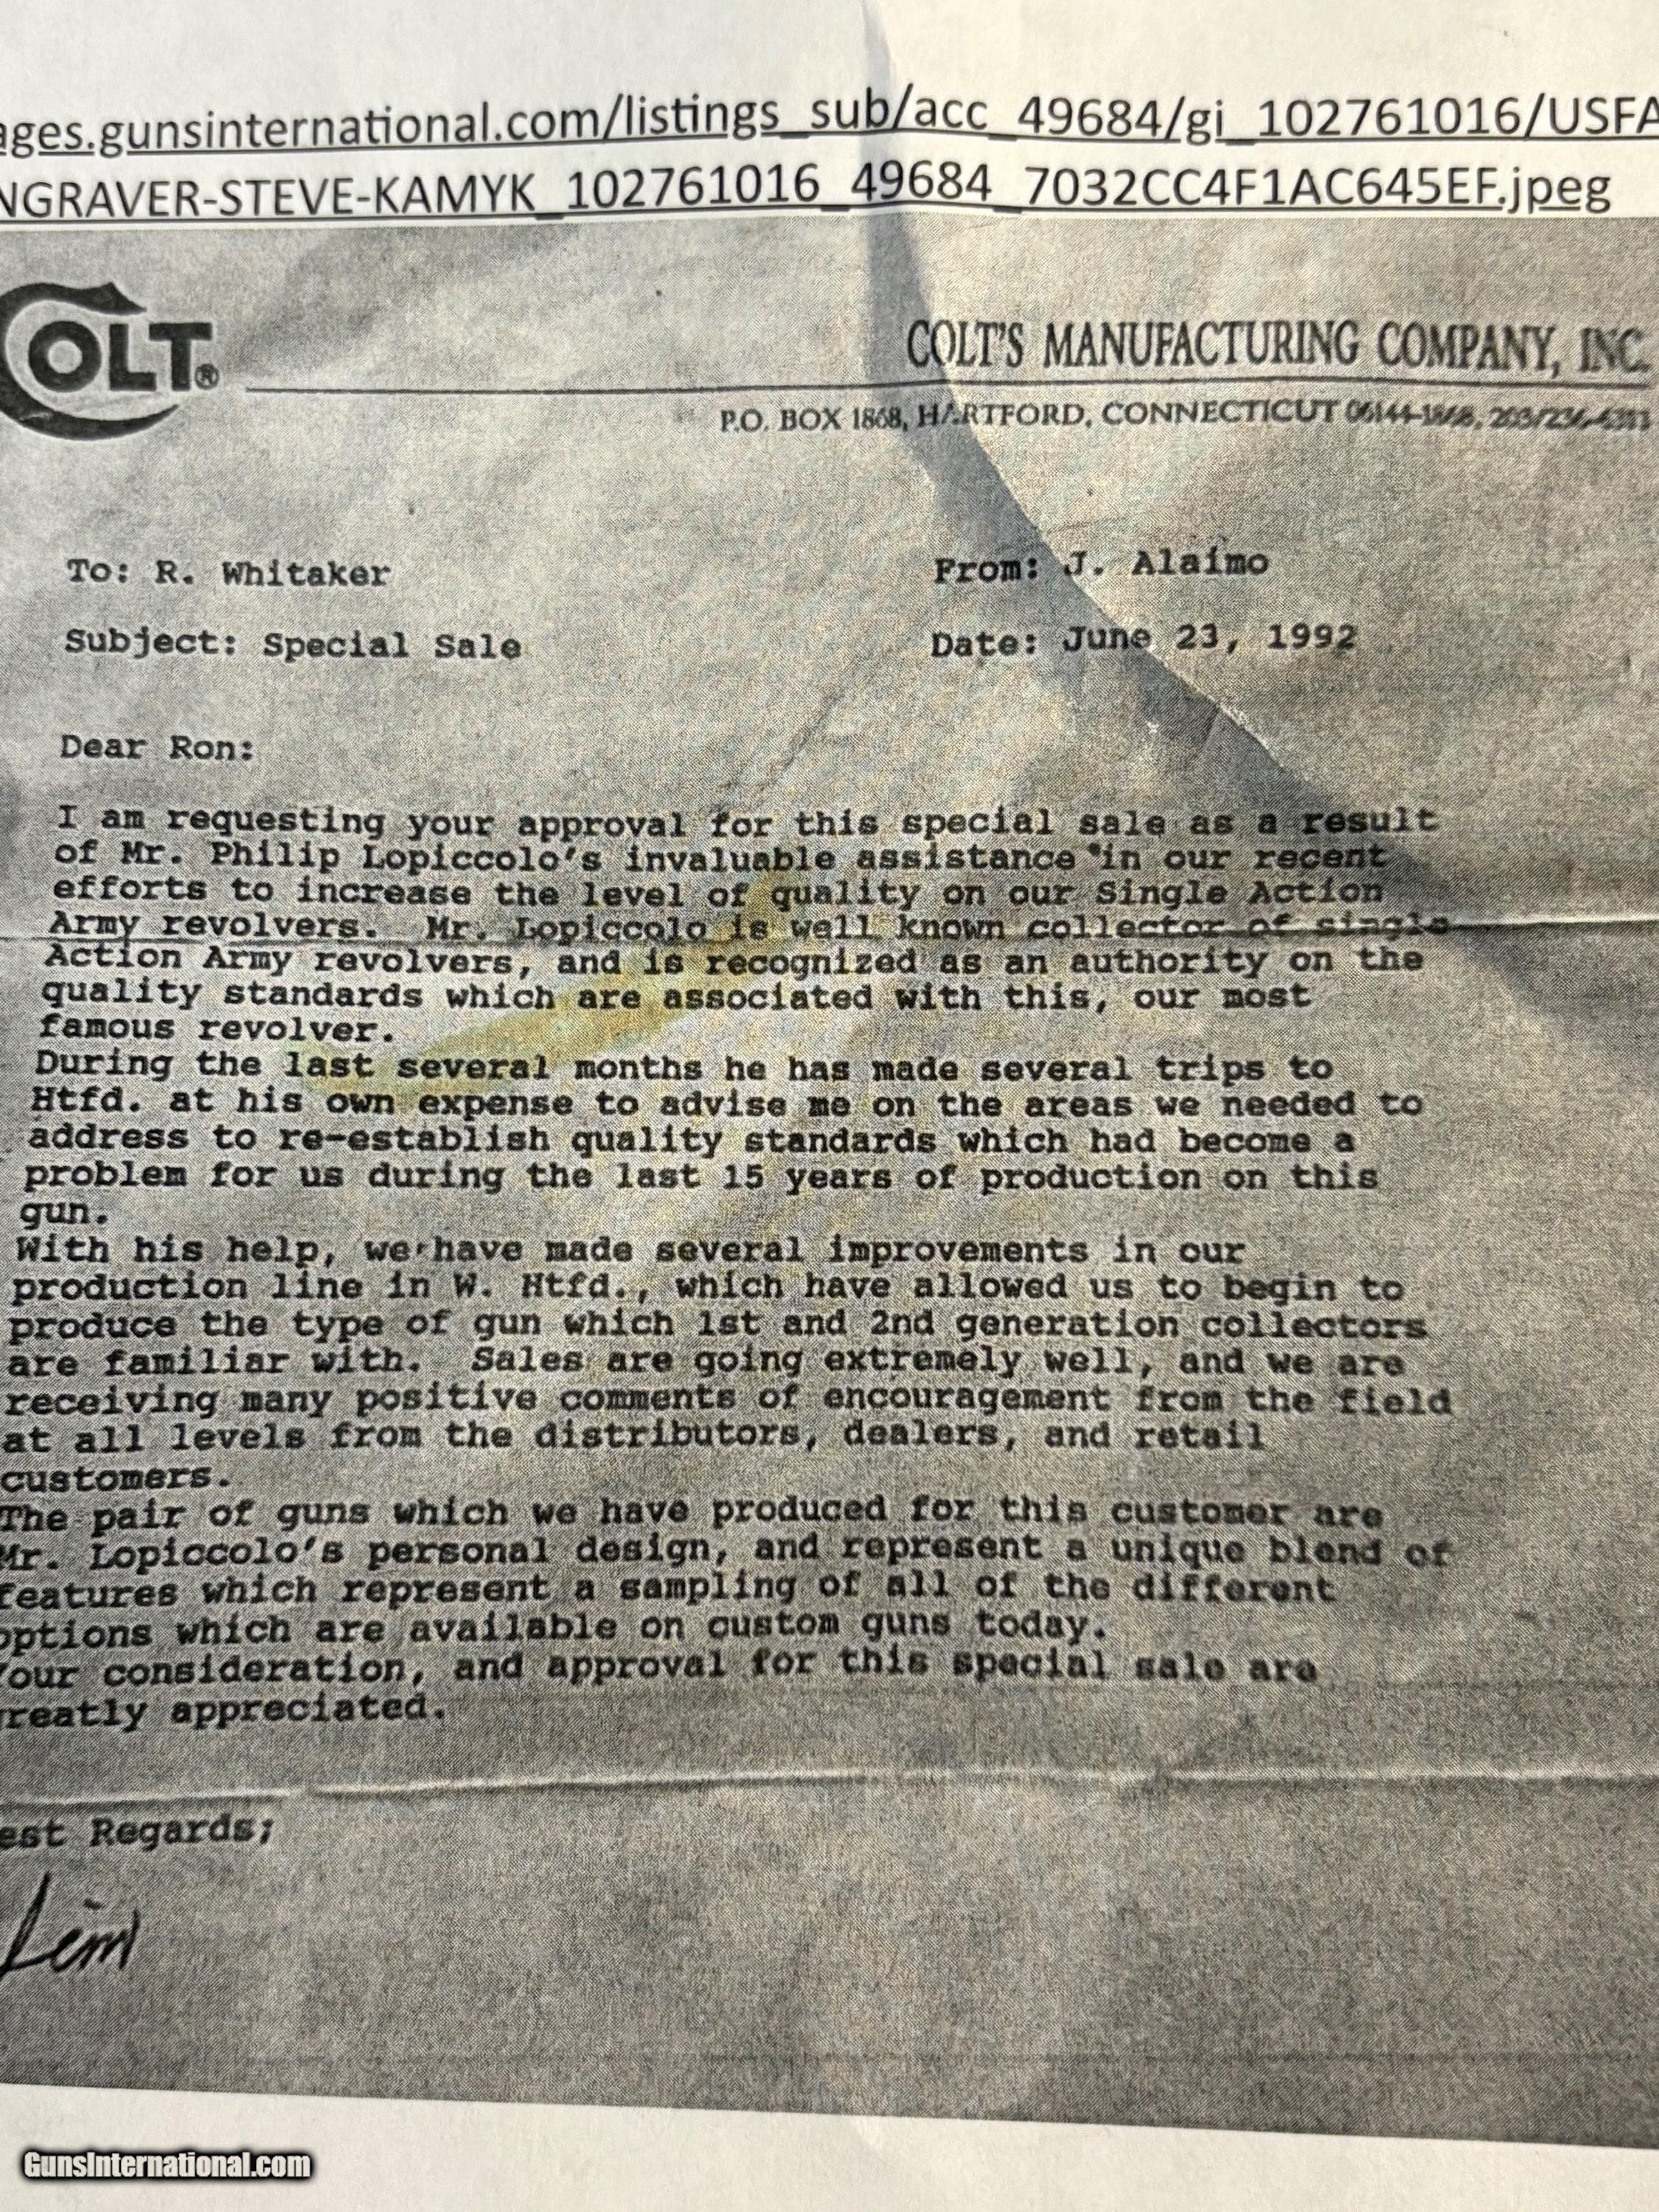 ages.gunsinternational.com/listings_sub/acc_49684/gi_102761016/USFA
NGRAVER-STEVE-KAMYK_102761016_49684_7032CC4F1AC645EF.jpeg
COLT®
COLT'S MANUFACTURING COMPANY, INC.
P.O. BOX 1868, HARTFORD, CONNECTICUT 06144-1868,
To: R. Whitaker
From: J. Alaimo
Subject: Special Sale
Date: June 23, 1992
Dear Ron:
I am requesting your approval for this special sale as a result
of Mr. Philip Lopiccolo's invaluable assistance in our recent
efforts to increase the level of quality on our Single Action
Army revolvers. Mr. Lopiccolo is well known collector of single
Action Army revolvers, and is recognized as an authority on the
quality standards which are associated with this, our most
famous revolver.
During the last several months he has made several trips to
Htfd. at his own expense to advise me on the areas we needed to
address to re-establish quality standards which had become a
problem for us during the last 15 years of production on this
gun.
With his help, we have made several improvements in our
production line in W. Htfd., which have allowed us to begin to
produce the type of gun which 1st and 2nd generation collectors
are familiar with. Sales are going extremely well, and we are
receiving many positive comments of encouragement from the field
at all levels from the distributors, dealers, and retail
customers.
The pair of guns which we have produced for this customer are
Mr. Lopiccolo's personal design, and represent a unique blend of
features which represent a sampling of all of the different
options which are available on custom guns today.
Your consideration, and approval for this special sale are
reatly appreciated.
est Regards;
Jim
GunsInternational.com